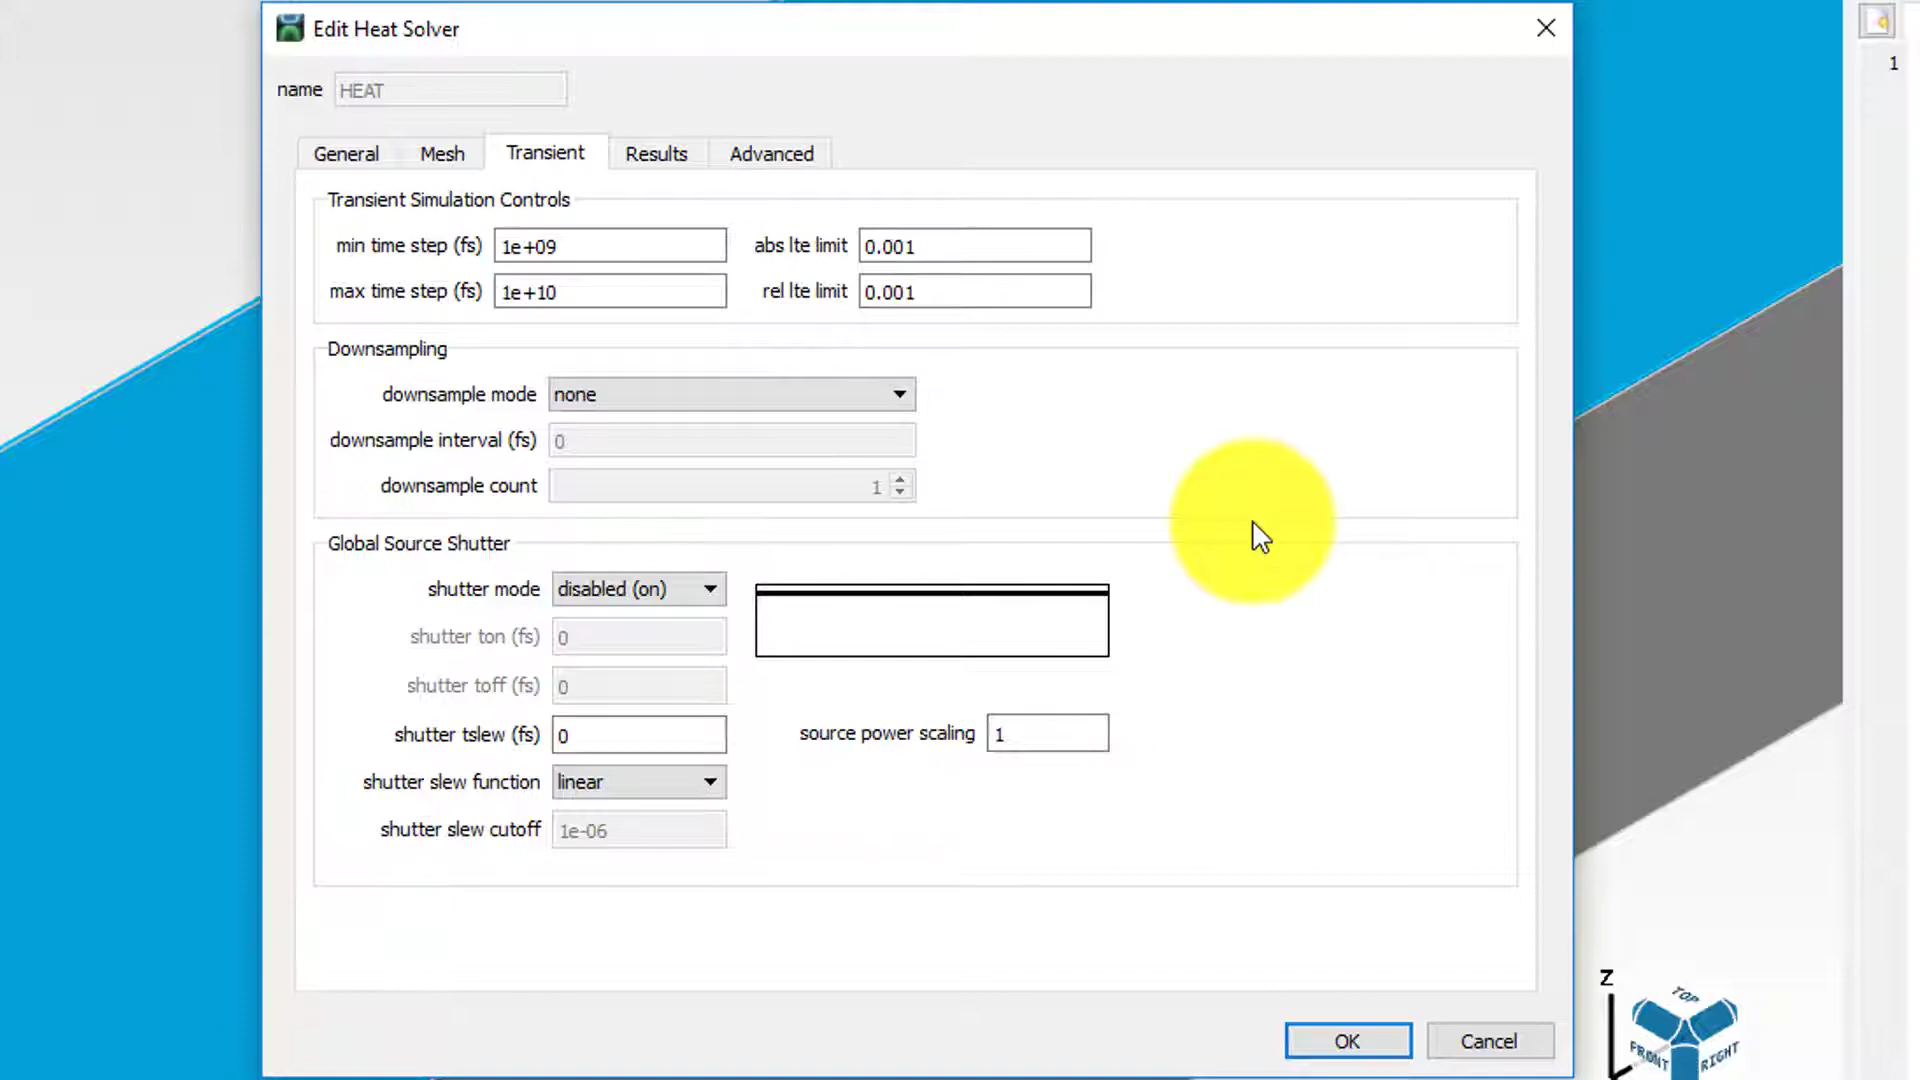 Edit Heat Solver
name HEAT
General Mesh Transient Results Advanced
Transient Simulation Controls
min time step (fs) 1e+09 abs lte limit 0.001
max time step (fs) 1e+10 rel lte limit 0.001
Downsampling
downsample mode none
downsample interval (fs) 0
downsample count 1
Global Source Shutter
shutter mode disabled (on)
shutter ton (fs) 0
shutter toff (fs) 0
shutter tslew (fs) 0 source power scaling 1
shutter slew function linear
shutter slew cutoff 1e-06
OK Cancel
1
Z
TOP
FRONT RIGHT